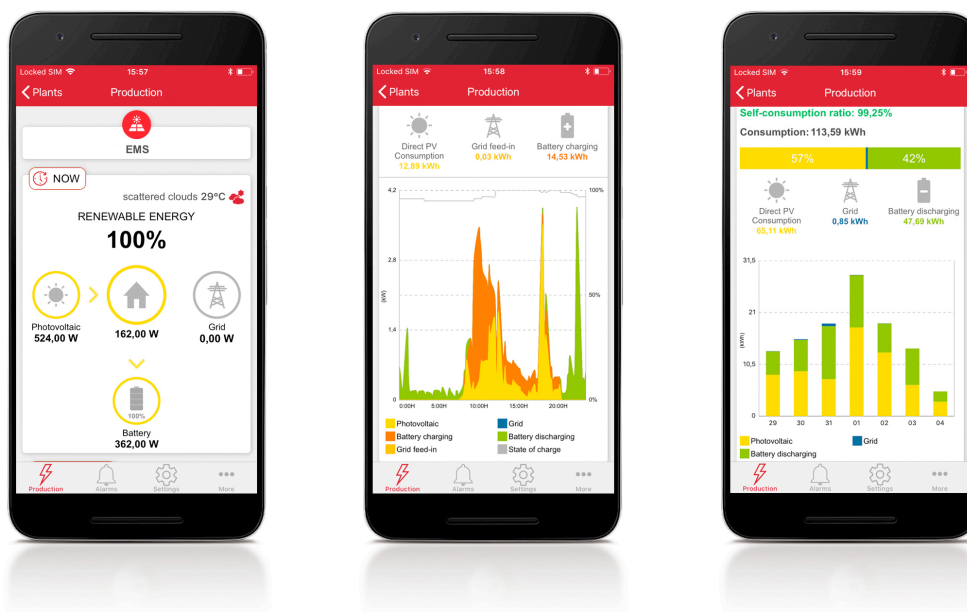 Locked SIM 15:57
Plants Production
EMS
NOW
scattered clouds 29ºC
RENEWABLE ENERGY
100%
Photovoltaic
524,00 W
162,00 W
Grid
0,00 W
100%
Battery
362,00 W
Production Alarms Settings More
Locked SIM 15:58
Plants Production
Direct PV
Consumption
12,89 kWh
Grid feed-in
0,03 kWh
Battery charging
14,53 kWh
4,2 100%
2,8
(kW)
50%
1,4
0 0%
0:00H 5:00H 10:00H 15:00H 20:00H
Photovoltaic Grid
Battery charging Battery discharging
Grid feed-in State of charge
Production Alarms Settings More
Locked SIM 15:59
Plants Production
Self-consumption ratio: 99,25%
Consumption: 113,59 kWh
57% 42%
Direct PV
Consumption
65,11 kWh
Grid
0,85 kWh
Battery discharging
47,69 kWh
31,5
21
(kWh)
10,5
0
29 30 31 01 02 03 04
Photovoltaic Grid
Battery discharging
Production Alarms Settings More